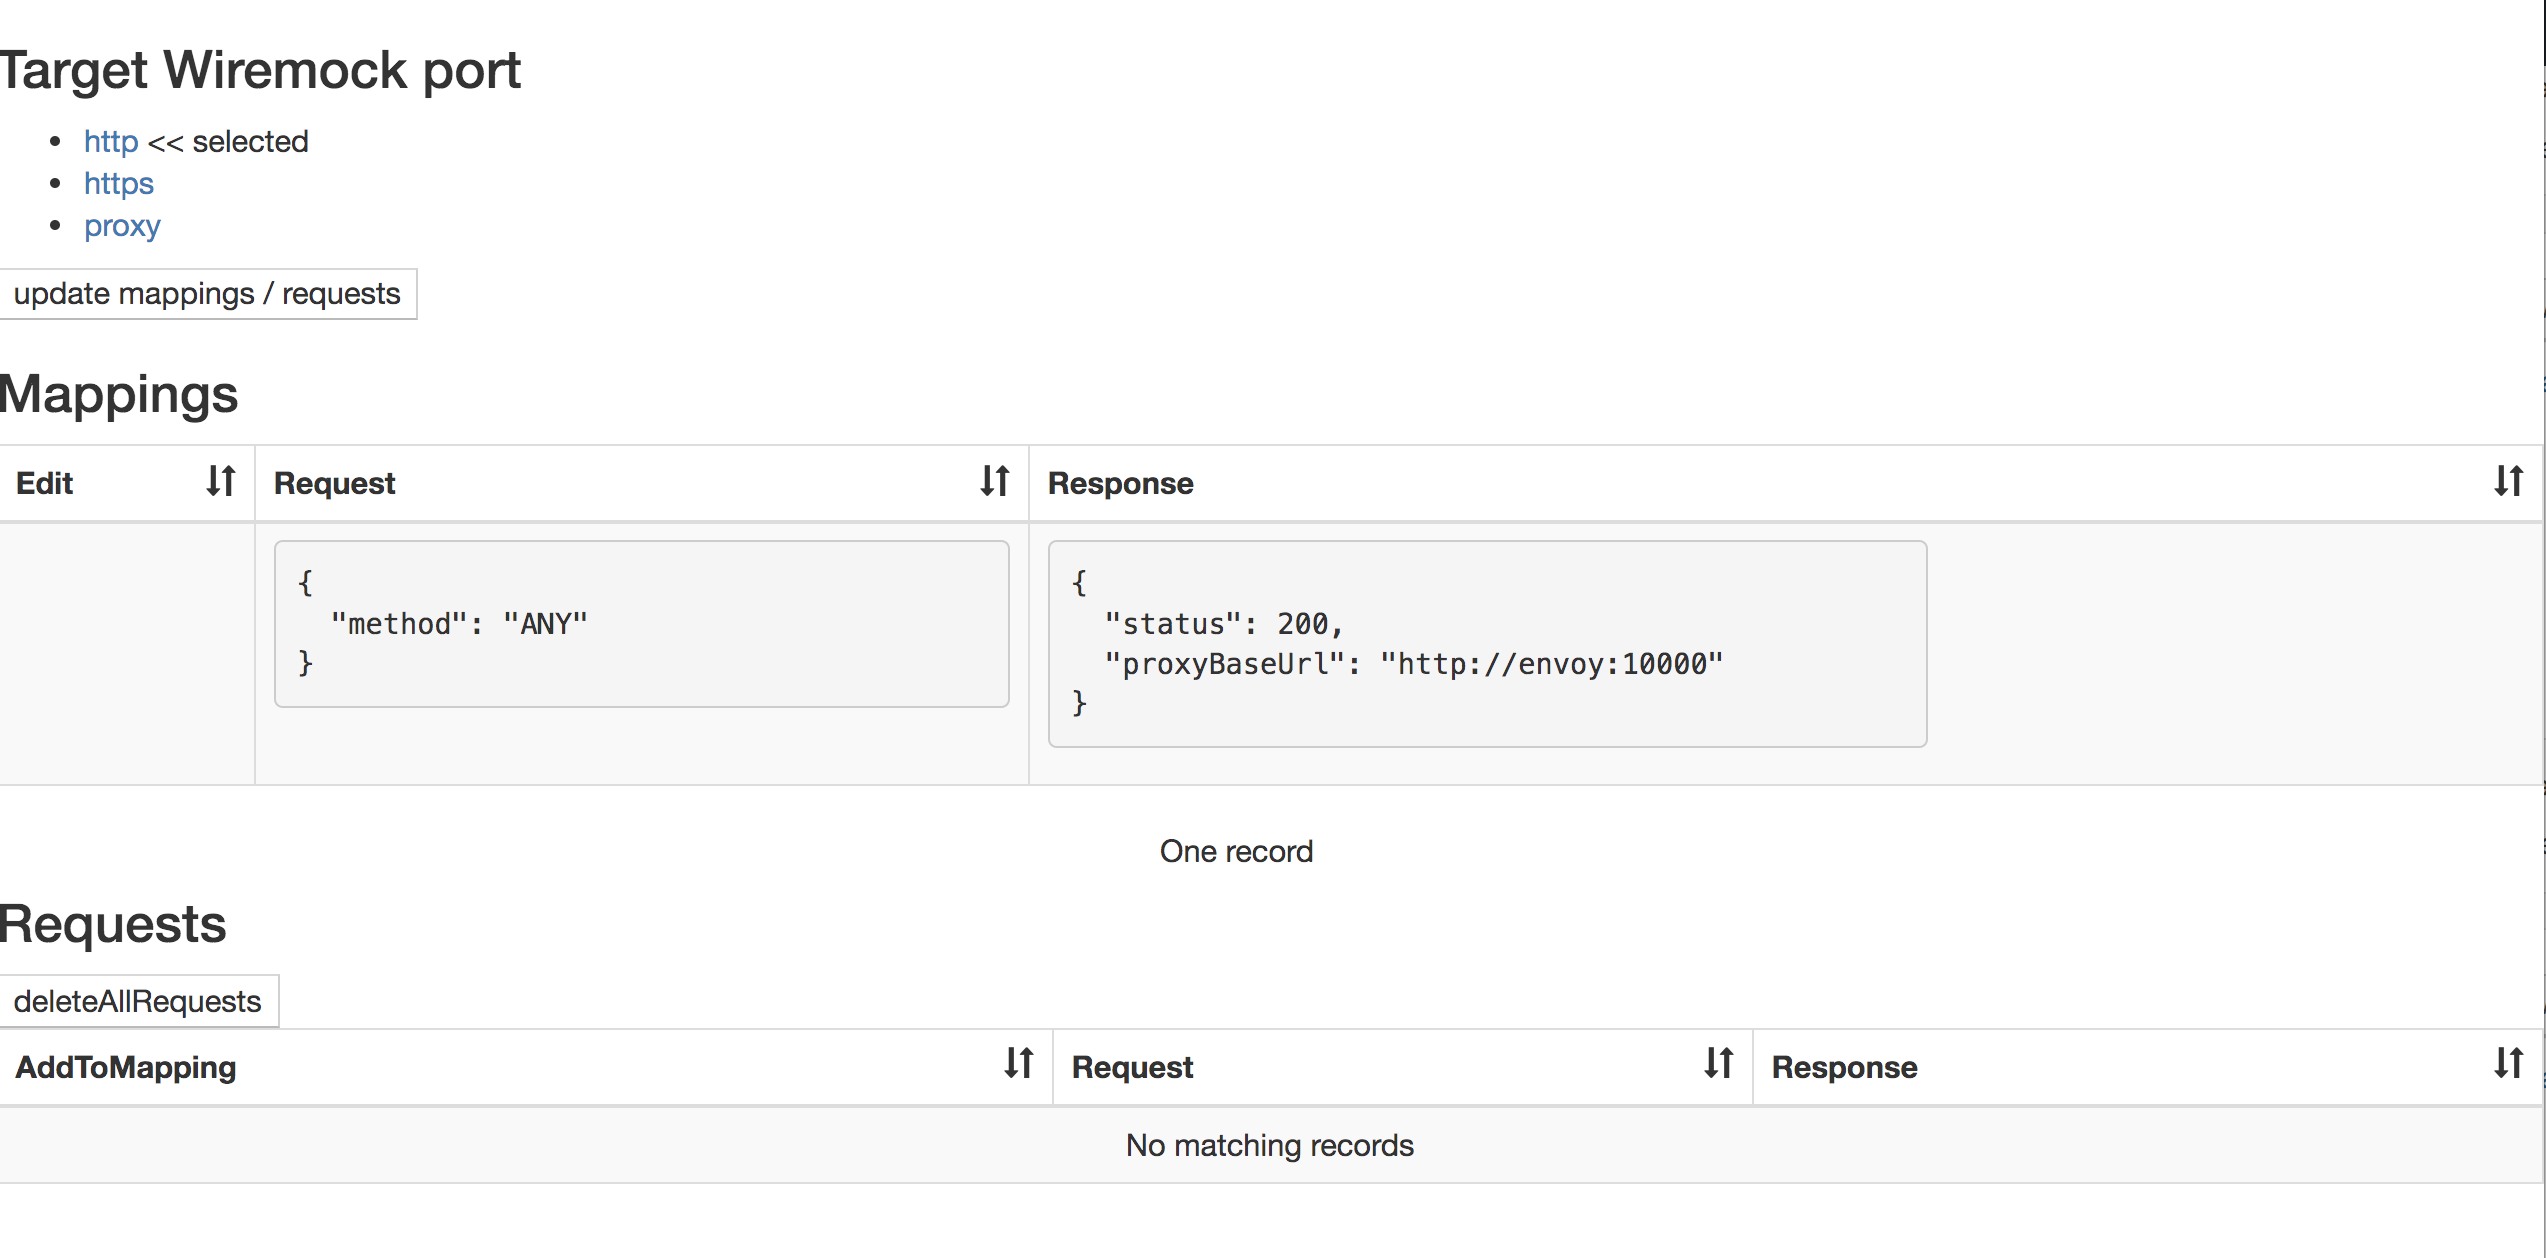 Target Wiremock port
• http << selected
• https
• proxy
update mappings / requests
Mappings
Edit Request Response
{
"method": "ANY"
}
{
"status": 200,
"proxyBaseUrl": "http://envoy:10000"
}
One record
Requests
deleteAllRequests
AddToMapping Request Response
No matching records